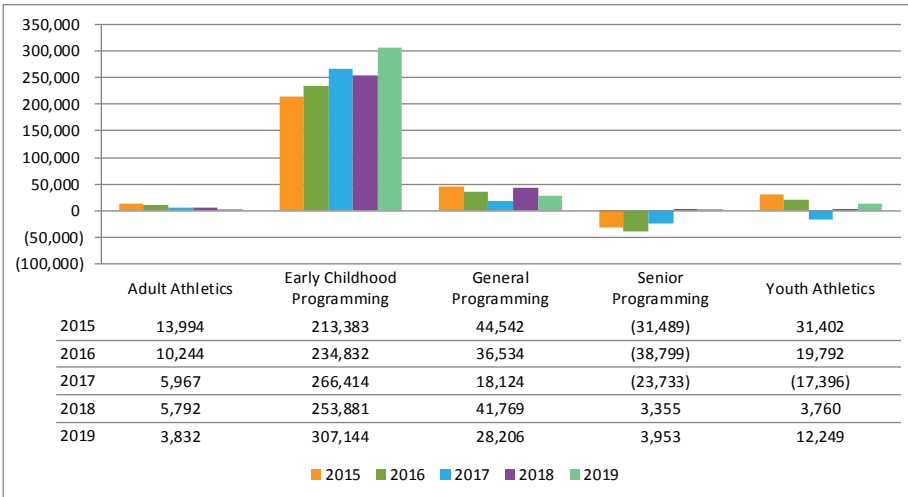 350,000
300,000
250,000
200,000
150,000
100,000
50,000
0
(50,000)
(100,000)
Adult Athletics
Early Childhood
Programming
General
Programming
Senior
Programming
Youth Athletics
2015 13,994 213,383 44,542 (31,489) 31,402
2016 10,244 234,832 36,534 (38,799) 19,792
2017 5,967 266,414 18,124 (23,733) (17,396)
2018 5,792 253,881 41,769 3,355 3,760
2019 3,832 307,144 28,206 3,953 12,249
2015 2016 2017 2018 2019